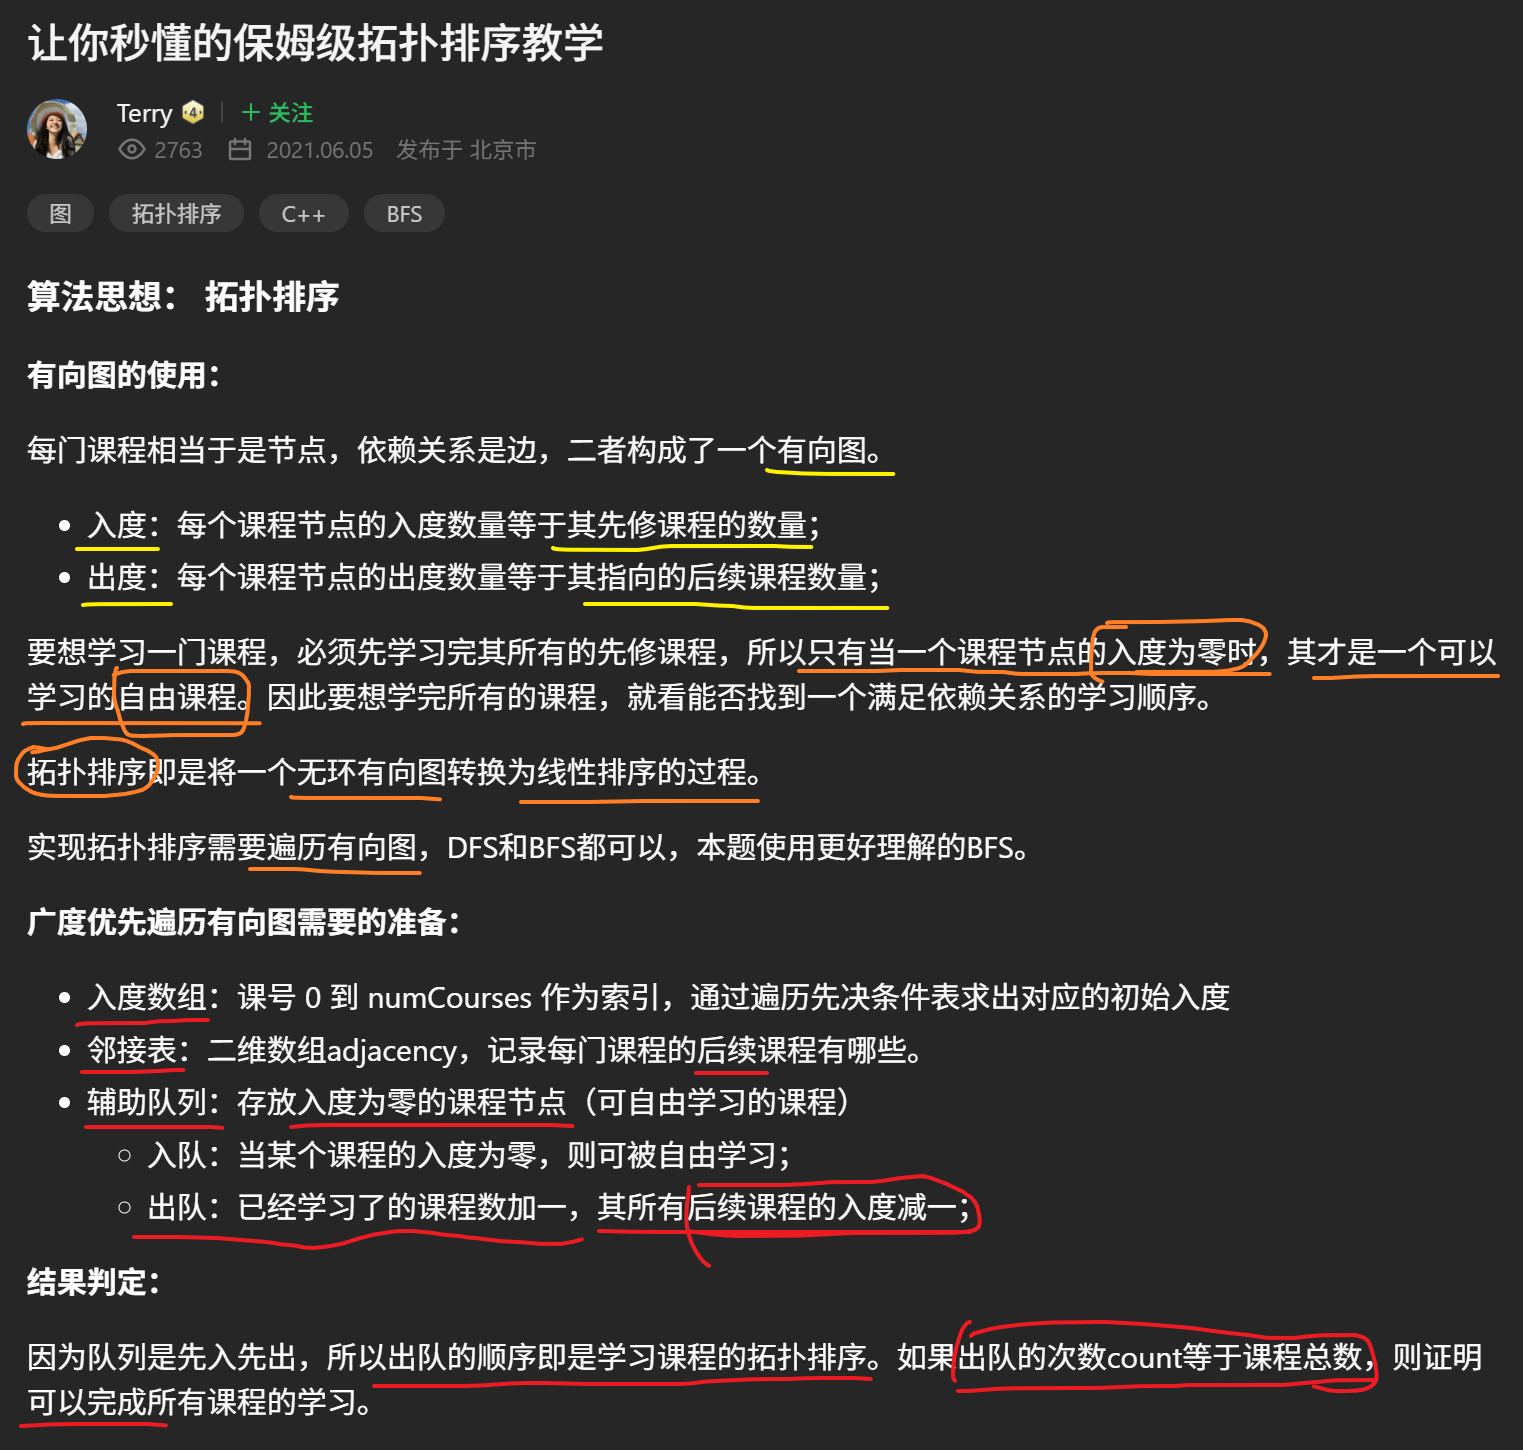 让你秒懂的保姆级拓扑排序教学
Terry 4 + 关注
2763 2021.06.05 发布于 北京市
图 拓扑排序 C++ BFS
算法思想： 拓扑排序
有向图的使用：
每门课程相当于是节点，依赖关系是边，二者构成了一个有向图。
• 入度：每个课程节点的入度数量等于其先修课程的数量；
• 出度：每个课程节点的出度数量等于其指向的后续课程数量；
要想学习一门课程，必须先学习完其所有的先修课程，所以只有当一个课程节点的入度为零时，其才是一个可以
学习的自由课程。因此要想学完所有的课程，就看能否找到一个满足依赖关系的学习顺序。
拓扑排序即是将一个无环有向图转换为线性排序的过程。
实现拓扑排序需要遍历有向图，DFS和BFS都可以，本题使用更好理解的BFS。
广度优先遍历有向图需要的准备：
• 入度数组：课号 0 到 numCourses 作为索引，通过遍历先决条件表求出对应的初始入度
• 邻接表：二维数组adjacency，记录每门课程的后续课程有哪些。
• 辅助队列：存放入度为零的课程节点（可自由学习的课程）
○ 入队：当某个课程的入度为零，则可被自由学习；
○ 出队：已经学习了的课程数加一，其所有后续课程的入度减一；
结果判定：
因为队列是先入先出，所以出队的顺序即是学习课程的拓扑排序。如果出队的次数count等于课程总数，则证明
可以完成所有课程的学习。